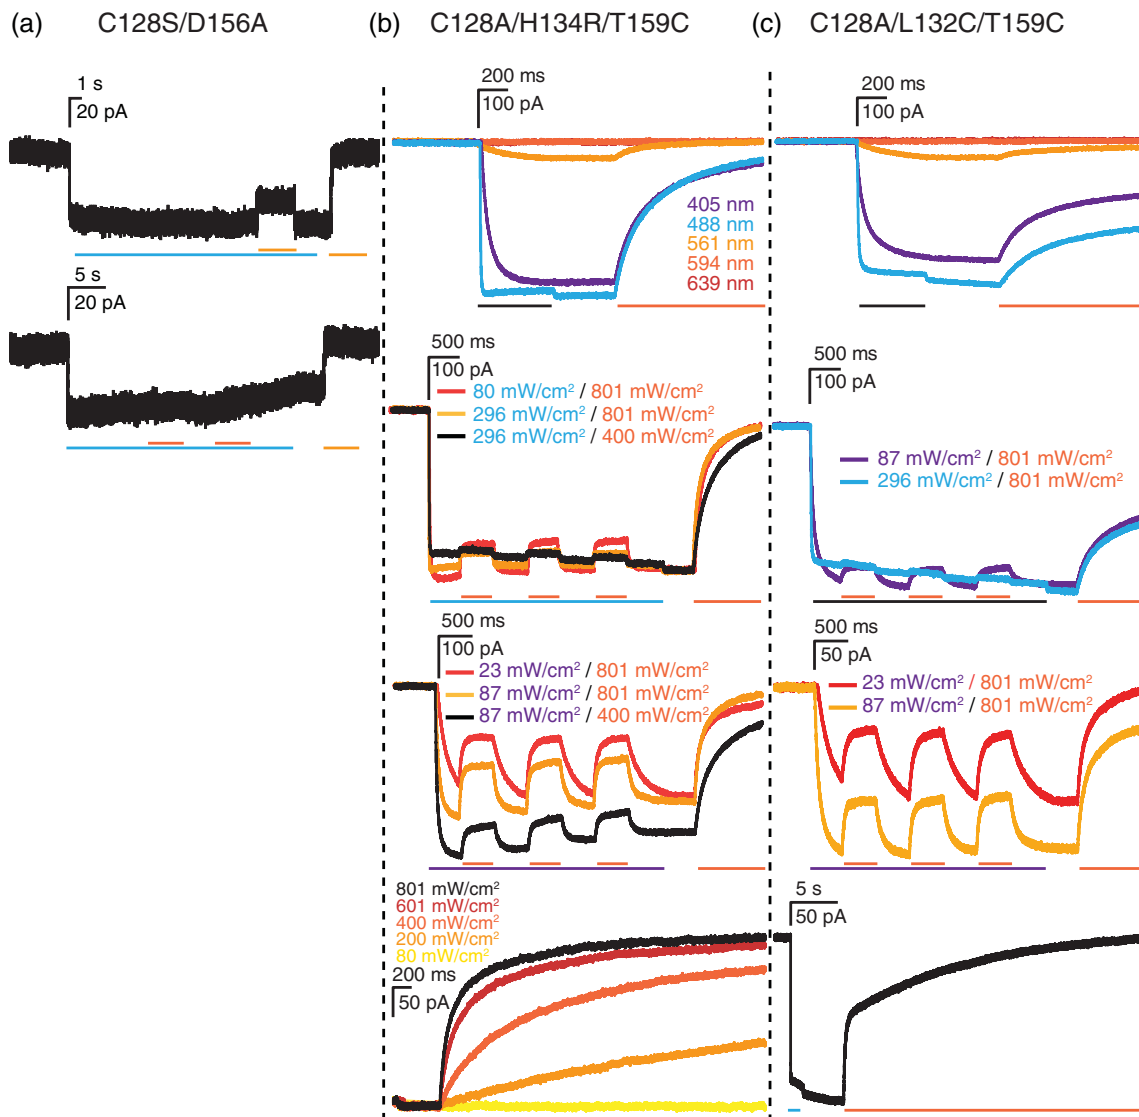 (a) C128S/D156A
1 s
20 pA
5 s
20 pA
(b) C128A/H134R/T159C
200 ms
100 pA
405 nm
488 nm
561 nm
594 nm
639 nm
500 ms
100 pA
80 mW/cm² / 801 mW/cm²
296 mW/cm² / 801 mW/cm²
296 mW/cm² / 400 mW/cm²
500 ms
100 pA
23 mW/cm² / 801 mW/cm²
87 mW/cm² / 801 mW/cm²
87 mW/cm² / 400 mW/cm²
801 mW/cm²
601 mW/cm²
400 mW/cm²
200 mW/cm²
80 mW/cm²
200 ms
50 pA
(c) C128A/L132C/T159C
200 ms
100 pA
500 ms
100 pA
87 mW/cm² / 801 mW/cm²
296 mW/cm² / 801 mW/cm²
500 ms
50 pA
23 mW/cm² / 801 mW/cm²
87 mW/cm² / 801 mW/cm²
5 s
50 pA